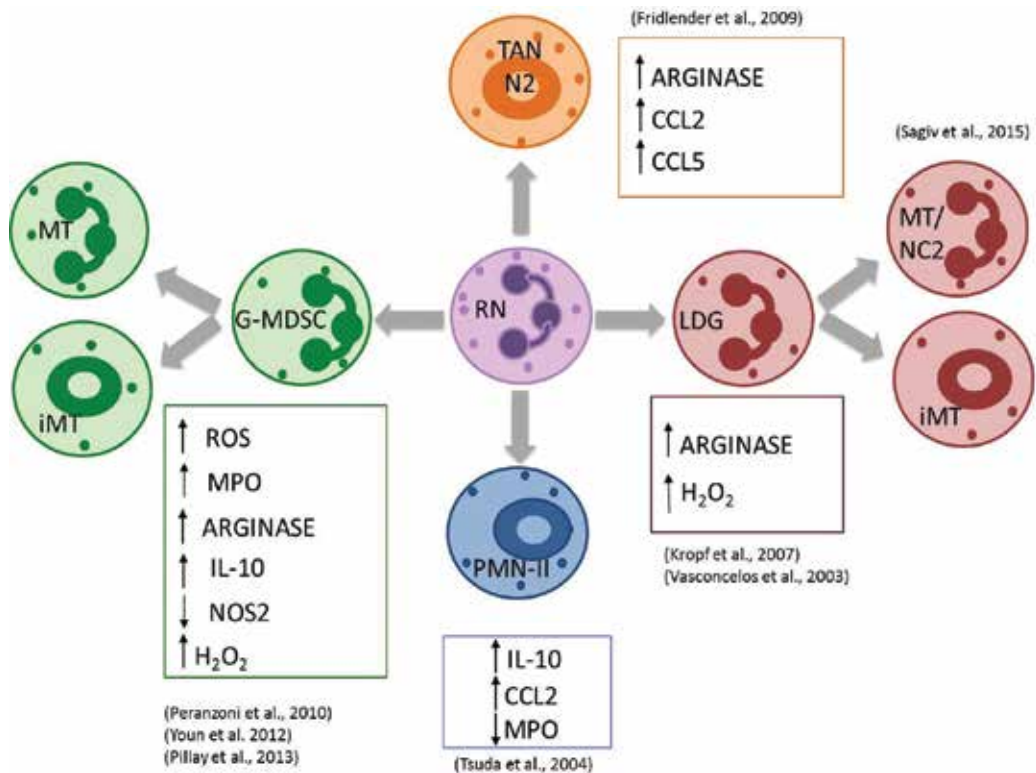 (Fridlender et al., 2009)
TAN
N2
↑ ARGINASE
↑ CCL2
↑ CCL5
(Sagiv et al., 2015)
MT
MT/
NC2
G-MDSC
RN
LDG
iMT
iMT
↑ ROS
↑ MPO
↑ ARGINASE
↑ IL-10
↓ NOS2
↑ H₂O₂
(Peranzoni et al., 2010)
(Youn et al. 2012)
(Pillay et al., 2013)
PMN-II
↑ IL-10
↑ CCL2
↓ MPO
(Tsuda et al., 2004)
↑ ARGINASE
↑ H₂O₂
(Kropf et al., 2007)
(Vasconcelos et al., 2003)